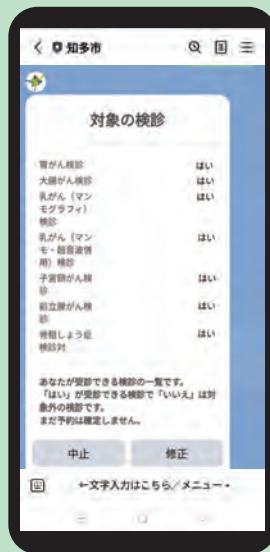 知多市
対象の検診
胃がん検診 はい
大腸がん検診 はい
乳がん（マン はい
モグラフィ）
検診
乳がん（マン はい
モ・超音波併
用）検診
子宮頸がん検 はい
診
前立腺がん検 はい
診
骨粗しょう症 はい
検診対
あなたが受診できる検診の一覧です。
「はい」が受診できる検診で「いいえ」は対
象外の検診です。
まだ予約は確定しません。
中止 修正
←文字入力はこちら／メニュー・